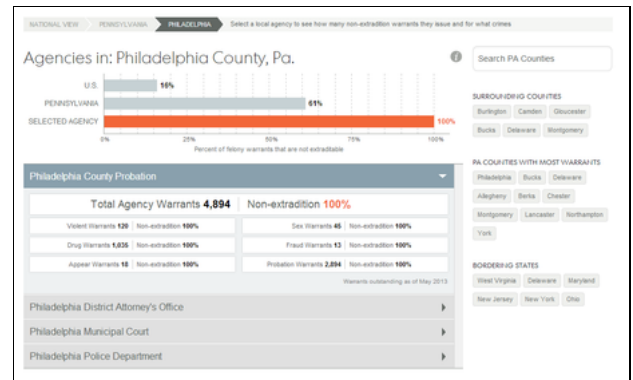 NATIONAL VIEW PENNSYLVANIA PHILADELPHIA Select a local agency to see how many non-extradition warrants they issue and for what crimes
Agencies in: Philadelphia County, Pa.
i
U.S. 16%
PENNSYLVANIA 61%
SELECTED AGENCY 100%
0% 25% 50% 75% 100%
Percent of felony warrants that are not extraditable
Philadelphia County Probation
Total Agency Warrants 4,894 Non-extradition 100%
Violent Warrants 120 Non-extradition 100% Sex Warrants 45 Non-extradition 100%
Drug Warrants 1,035 Non-extradition 100% Fraud Warrants 13 Non-extradition 100%
Appear Warrants 18 Non-extradition 100% Probation Warrants 2,894 Non-extradition 100%
Warrants outstanding as of May 2013
Philadelphia District Attorney's Office
Philadelphia Municipal Court
Philadelphia Police Department
Search PA Counties
SURROUNDING COUNTIES
Burlington Camden Gloucester
Bucks Delaware Montgomery
PA COUNTIES WITH MOST WARRANTS
Philadelphia Bucks Delaware
Allegheny Berks Chester
Montgomery Lancaster Northampton
York
BORDERING STATES
West Virginia Delaware Maryland
New Jersey New York Ohio